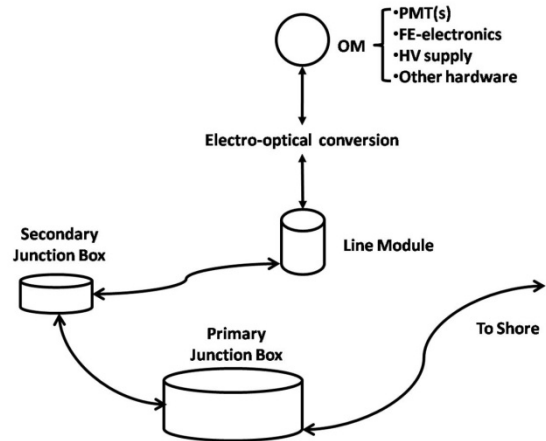 OM
•PMT(s)
•FE-electronics
•HV supply
•Other hardware
Electro-optical conversion
Line Module
Secondary
Junction Box
Primary
Junction Box
To Shore